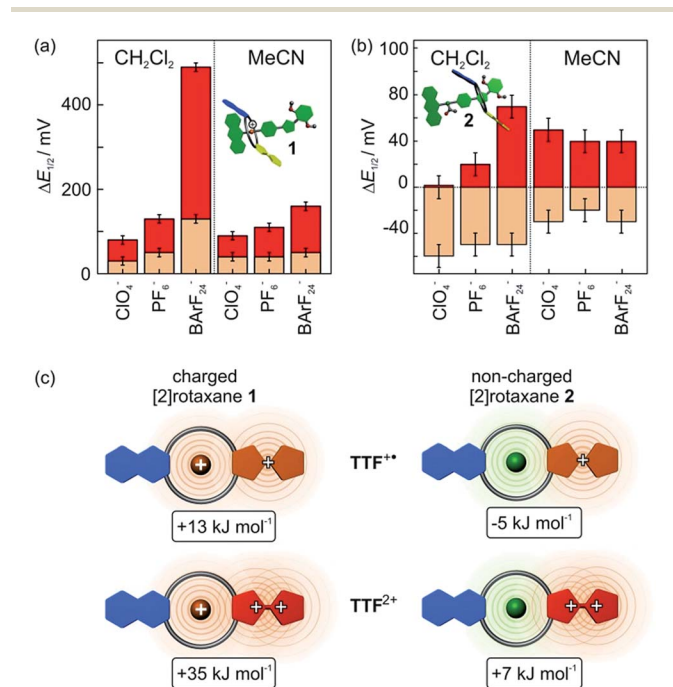 (a)
CH₂Cl₂ MeCN
ΔE₁/₂ / mV
400
200
0
1
ClO₄⁻
PF₆⁻
BArF₂₄⁻
ClO₄⁻
PF₆⁻
BArF₂₄⁻
(b)
CH₂Cl₂ MeCN
ΔE₁/₂ / mV
100
80
40
0
-40
2
ClO₄⁻
PF₆⁻
BArF₂₄⁻
ClO₄⁻
PF₆⁻
BArF₂₄⁻
(c)
charged
[2]rotaxane 1
non-charged
[2]rotaxane 2
+ + TTF⁺• +
+13 kJ mol⁻¹ -5 kJ mol⁻¹
+ + + TTF²⁺ + +
+35 kJ mol⁻¹ +7 kJ mol⁻¹